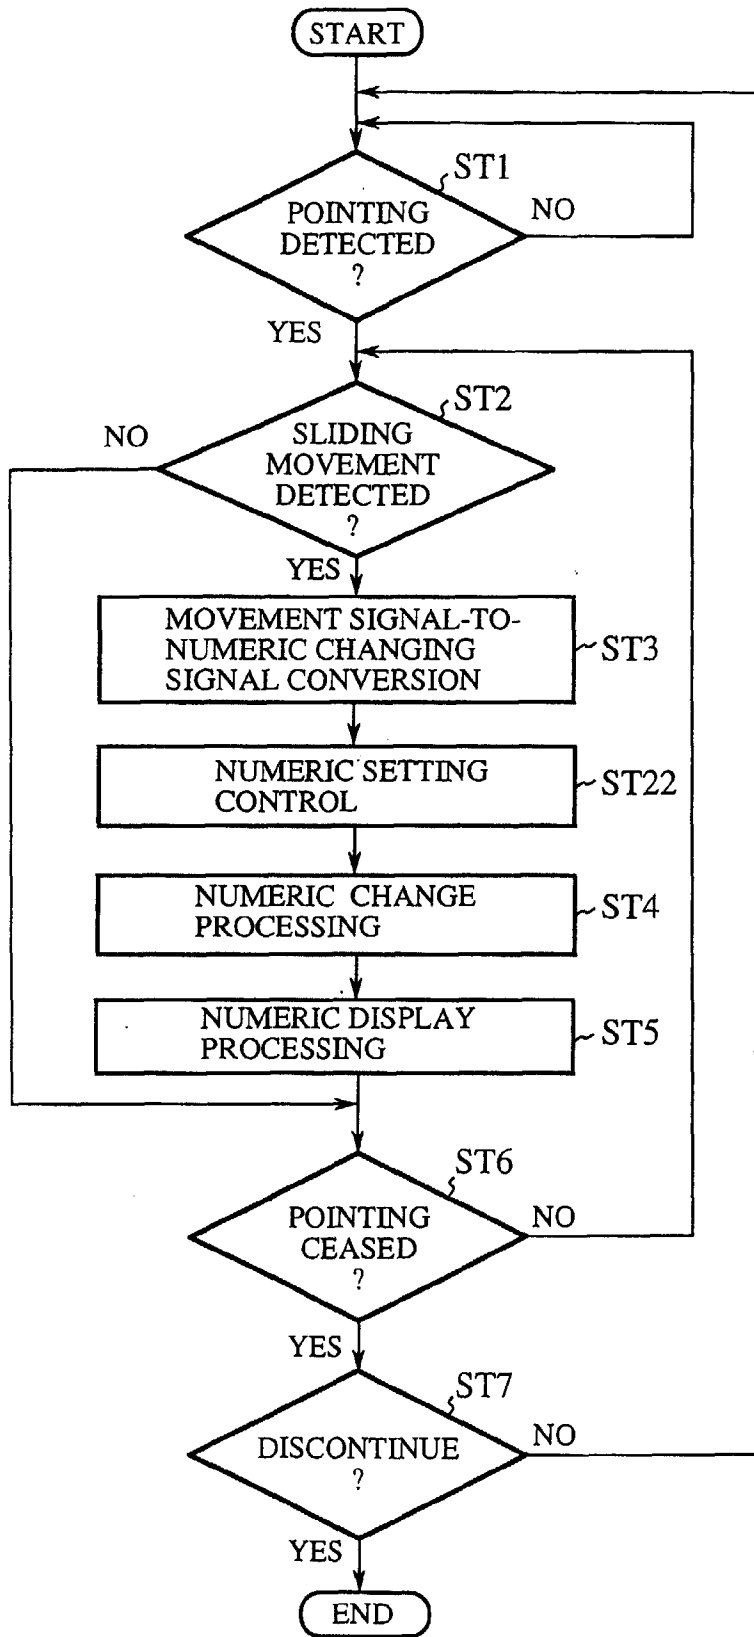 START
ST1
POINTING
DETECTED
?
NO
YES
ST2
NO
SLIDING
MOVEMENT
DETECTED
?
YES
MOVEMENT SIGNAL-TO-
NUMERIC CHANGING
SIGNAL CONVERSION
ST3
NUMERIC SETTING
CONTROL
ST22
NUMERIC CHANGE
PROCESSING
ST4
NUMERIC DISPLAY
PROCESSING
ST5
ST6
POINTING
CEASED
?
NO
YES
ST7
DISCONTINUE
?
NO
YES
END